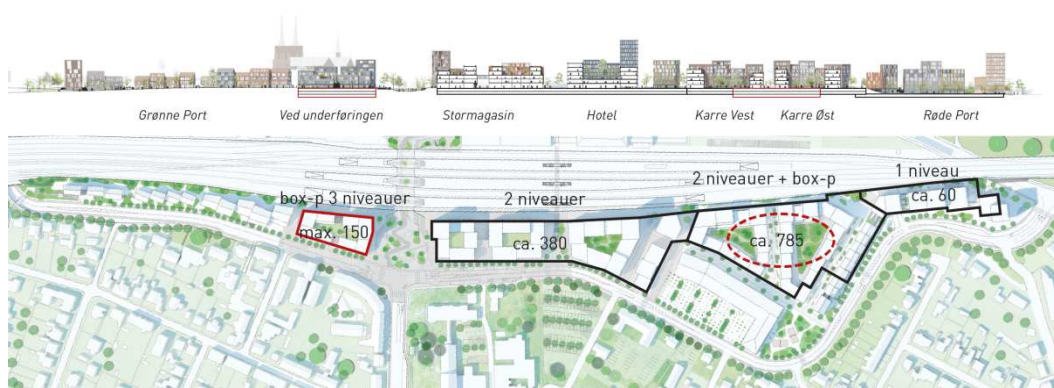 Grønne Port
Ved underføringen
Stormagasin
Hotel
Karre Vest
Karre Øst
Røde Port
box-p 3 niveauer
2 niveauer
2 niveauer + box-p
1 niveau
max. 150
ca. 380
ca. 785
ca. 60